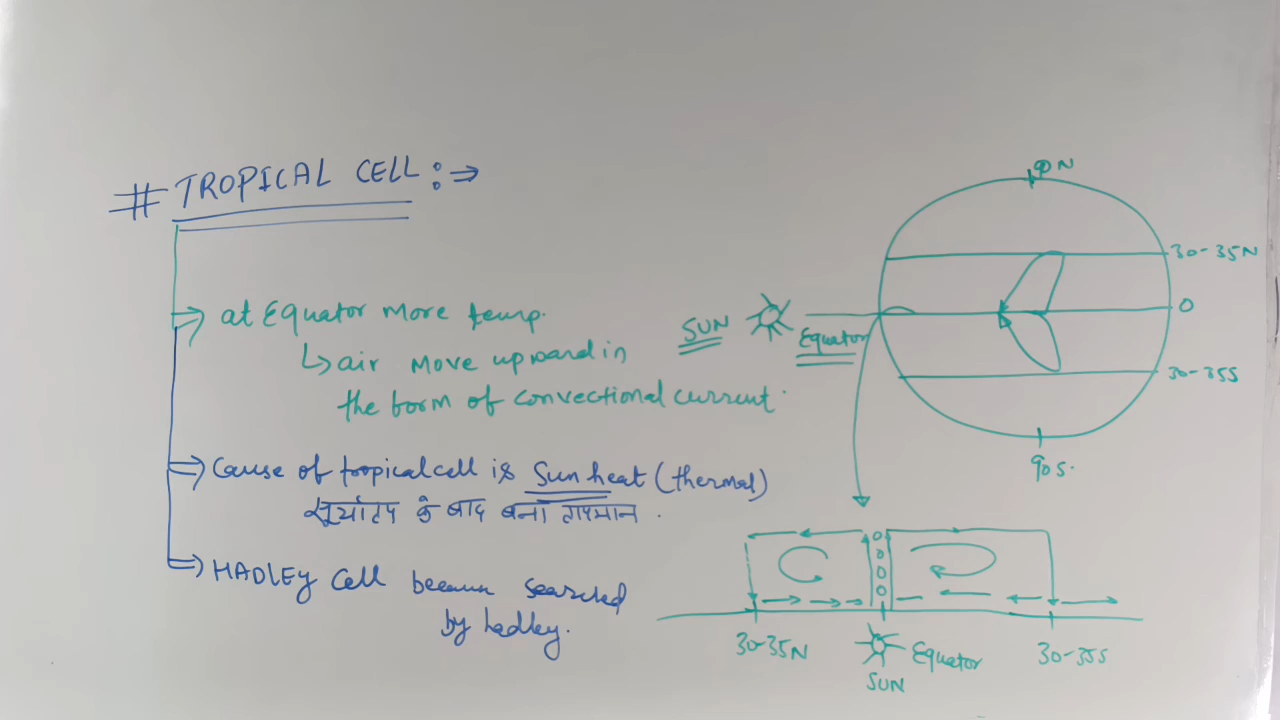 # TROPICAL CELL :⇒
→ at Equator More temp.
↳ air move upward in
the form of convectional current.
⇒ Cause of tropical cell is Sun heat (thermal)
सूर्यातप के बाद बना तापमान .
⇒ HADLEY Cell because searched
by hadley.
90 N
30-35N
0
30-35S
90 S.
SUN
Equator
30-35N
Equator
SUN
30-35S